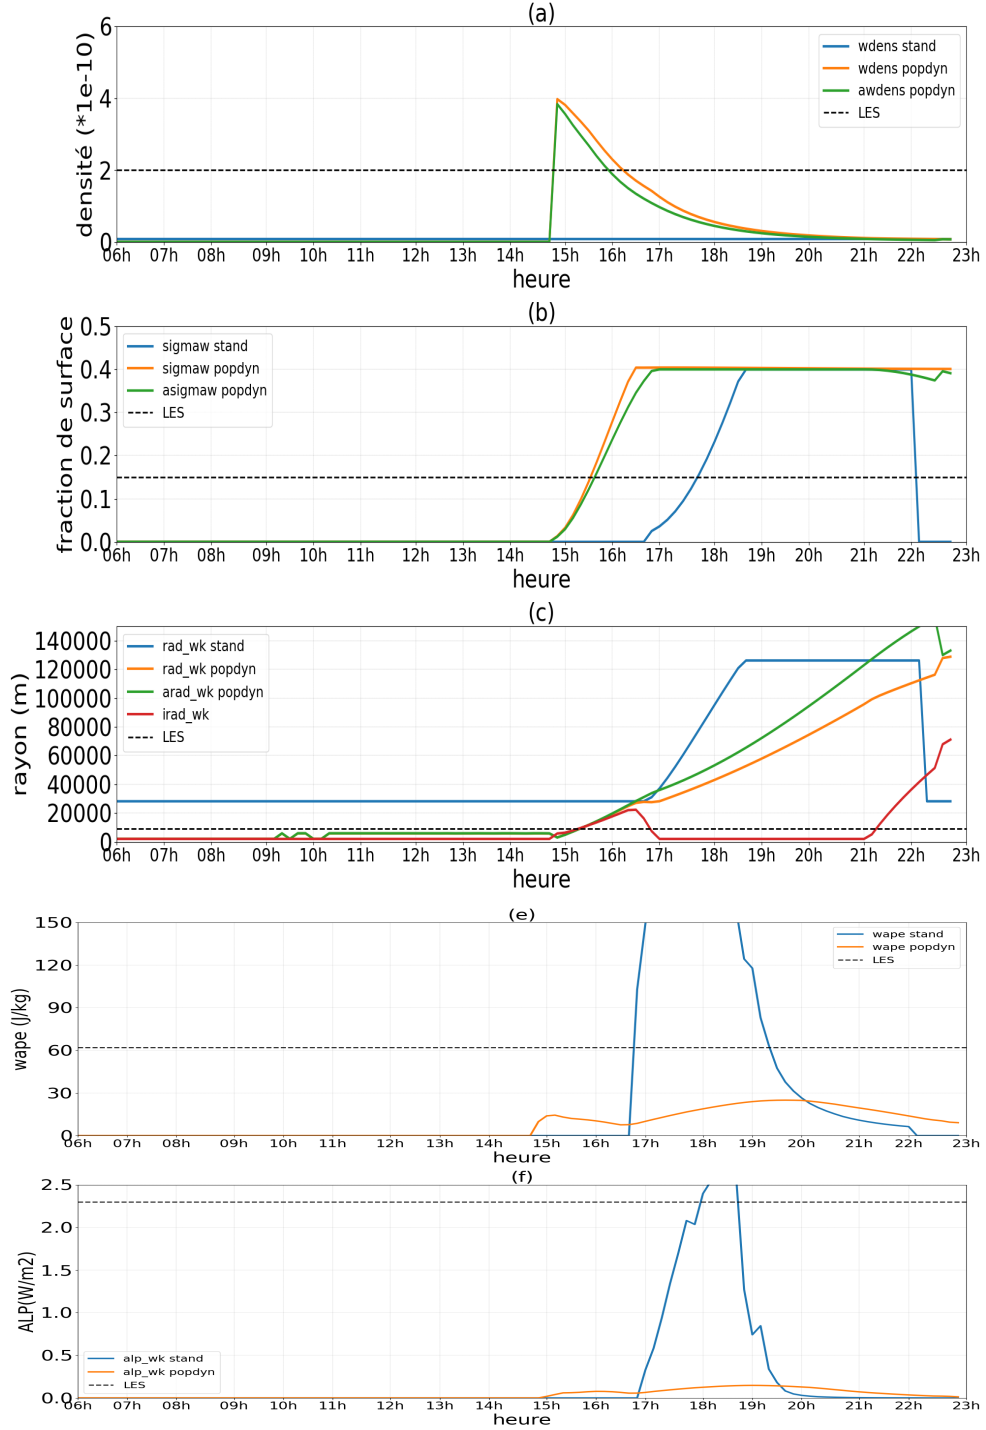 (a)
densité (*1e-10)
6
4
2
0
wdens stand
wdens popdyn
awdens popdyn
LES
06h 07h 08h 09h 10h 11h 12h 13h 14h 15h 16h 17h 18h 19h 20h 21h 22h 23h
heure
(b)
fraction de surface
0.5
0.4
0.3
0.2
0.1
0.0
sigmaw stand
sigmaw popdyn
asigmaw popdyn
LES
06h 07h 08h 09h 10h 11h 12h 13h 14h 15h 16h 17h 18h 19h 20h 21h 22h 23h
heure
(c)
rayon (m)
140000
120000
100000
80000
60000
40000
20000
0
rad_wk stand
rad_wk popdyn
arad_wk popdyn
irad_wk
LES
06h 07h 08h 09h 10h 11h 12h 13h 14h 15h 16h 17h 18h 19h 20h 21h 22h 23h
heure
(e)
wape (J/kg)
150
120
90
60
30
0
wape stand
wape popdyn
LES
06h 07h 08h 09h 10h 11h 12h 13h 14h 15h 16h 17h 18h 19h 20h 21h 22h 23h
heure
(f)
ALP(W/m2)
2.5
2.0
1.5
1.0
0.5
0.0
alp_wk stand
alp_wk popdyn
LES
06h 07h 08h 09h 10h 11h 12h 13h 14h 15h 16h 17h 18h 19h 20h 21h 22h 23h
heure